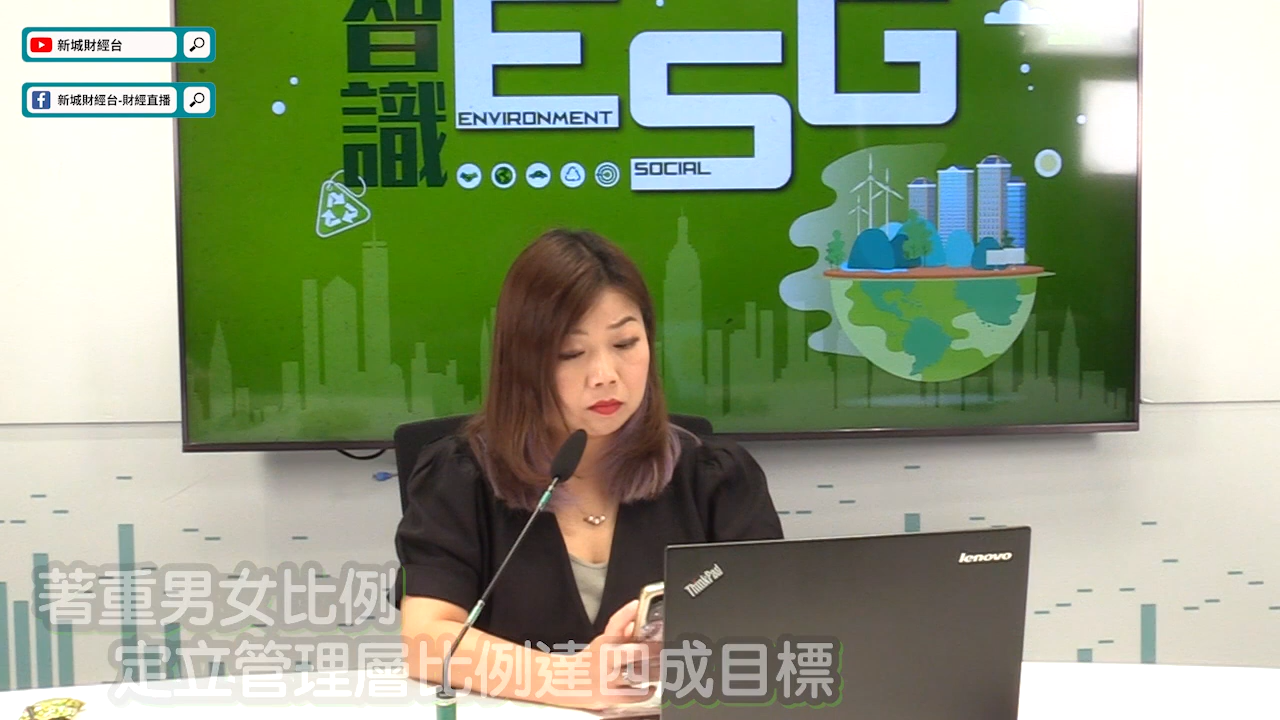 新城財經台
新城財經台-財經直播
智識
ESG
ENVIRONMENT
SOCIAL
ThinkPad
lenovo
著重男女比例
定立管理層比例達四成目標